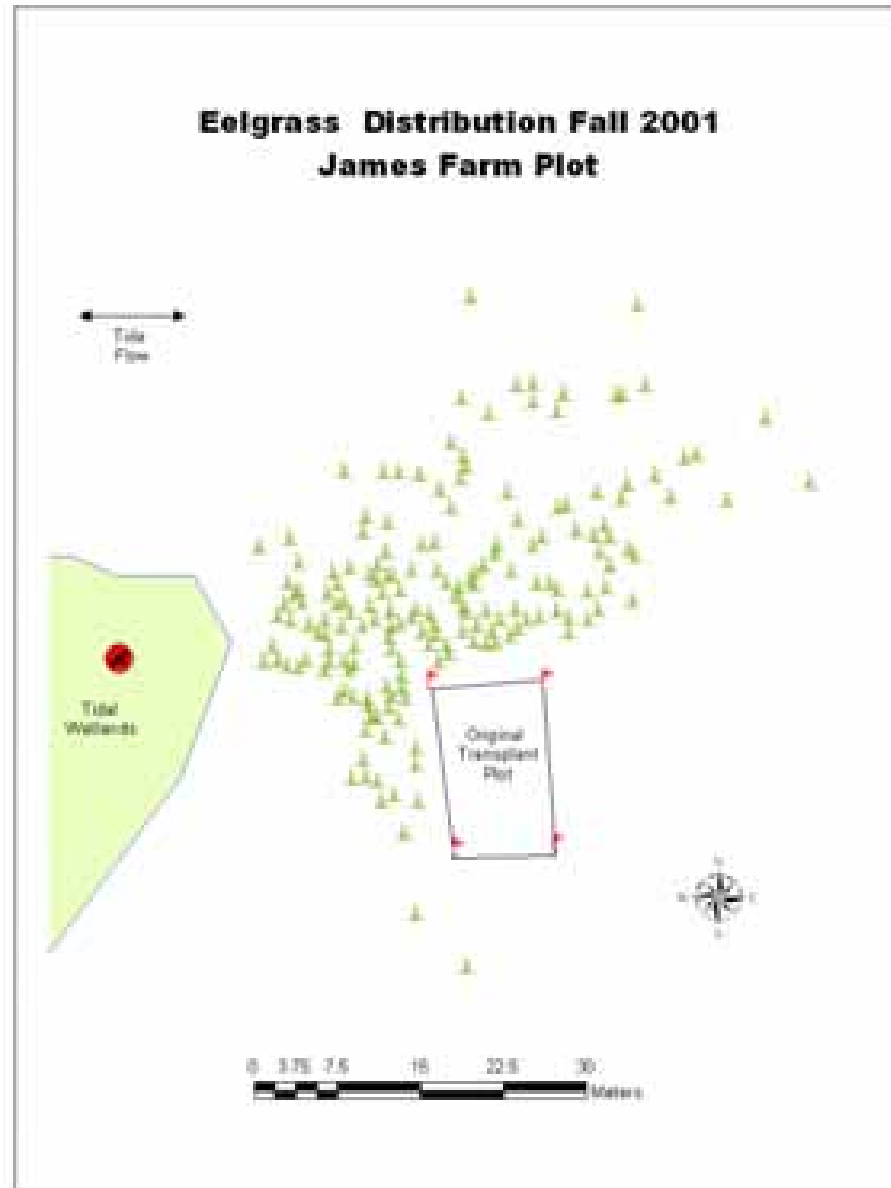 Eelgrass Distribution Fall 2001
James Farm Plot
Tide
Flow
Tidal
Wetlands
Original
Transplant
Plot
N
W E
S
0 3.75 7.5 15 22.5 30
Meters